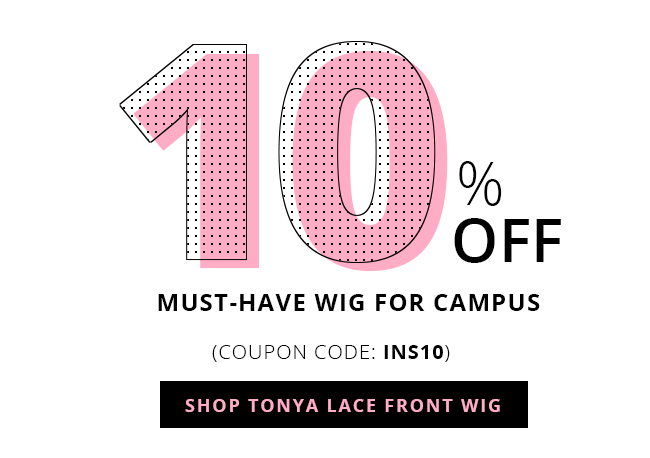 10%
OFF
MUST-HAVE WIG FOR CAMPUS
(COUPON CODE: INS10)
SHOP TONYA LACE FRONT WIG